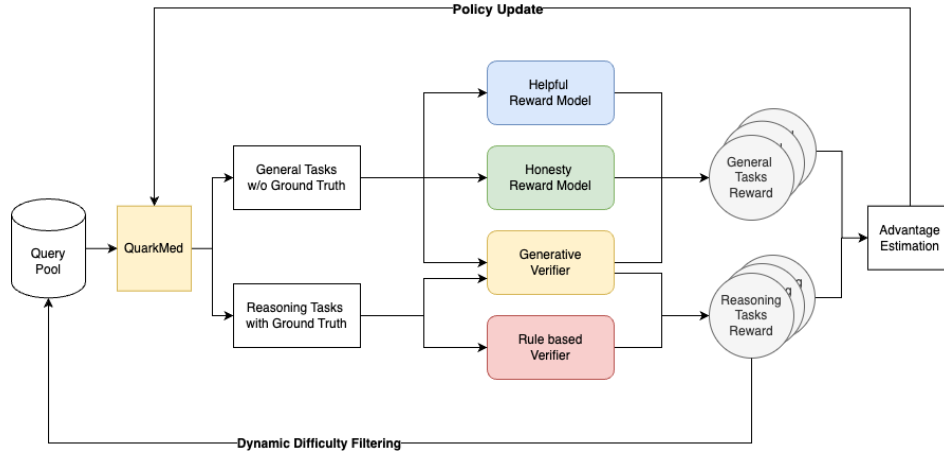 Policy Update
Helpful
Reward Model
General Tasks
w/o Ground Truth
Honesty
Reward Model
General
Tasks
Reward
Query
Pool
QuarkMed
Generative
Verifier
Advantage
Estimation
Reasoning Tasks
with Ground Truth
Reasoning
Tasks
Reward
Rule based
Verifier
Dynamic Difficulty Filtering